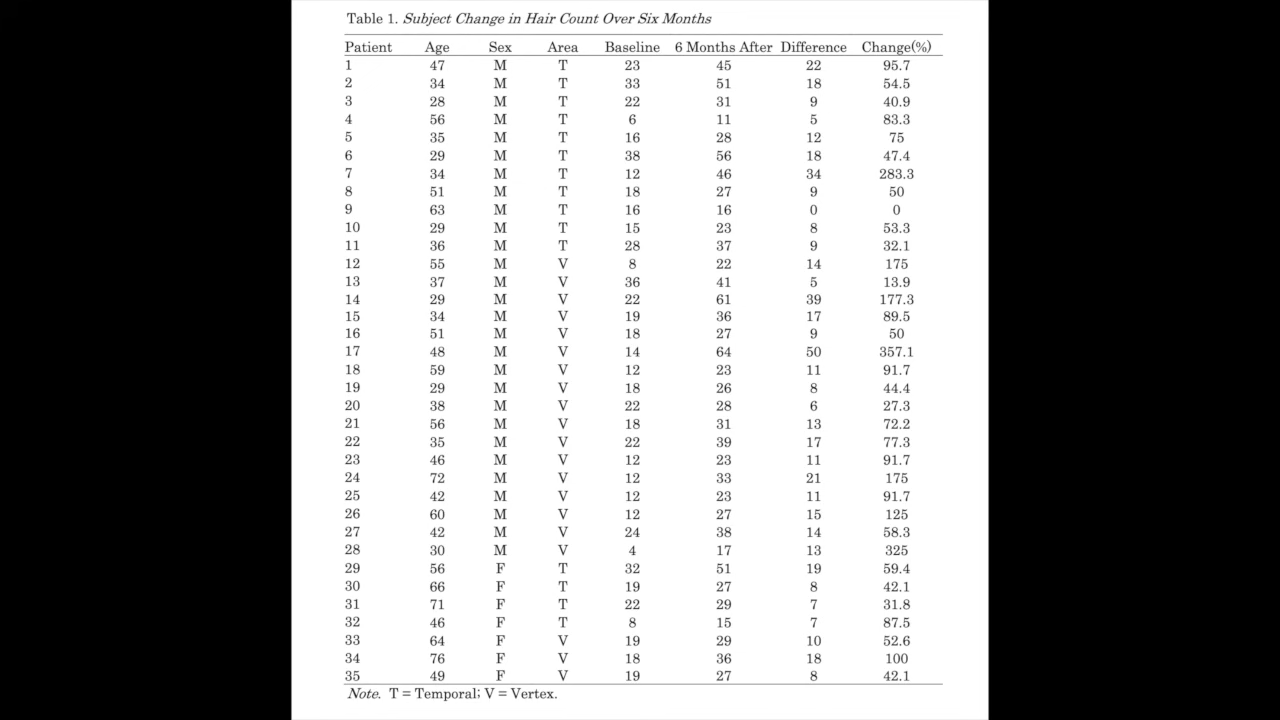 Table 1. Subject Change in Hair Count Over Six Months
Patient Age Sex Area Baseline 6 Months After Difference Change(%)
1 47 M T 23 45 22 95.7
2 34 M T 33 51 18 54.5
3 28 M T 22 31 9 40.9
4 56 M T 6 11 5 83.3
5 35 M T 16 28 12 75
6 29 M T 38 56 18 47.4
7 34 M T 12 46 34 283.3
8 51 M T 18 27 9 50
9 63 M T 16 16 0 0
10 29 M T 15 23 8 53.3
11 36 M T 28 37 9 32.1
12 55 M V 8 22 14 175
13 37 M V 36 41 5 13.9
14 29 M V 22 61 39 177.3
15 34 M V 19 36 17 89.5
16 51 M V 18 27 9 50
17 48 M V 14 64 50 357.1
18 59 M V 12 23 11 91.7
19 29 M V 18 26 8 44.4
20 38 M V 22 28 6 27.3
21 56 M V 18 31 13 72.2
22 35 M V 22 39 17 77.3
23 46 M V 12 23 11 91.7
24 72 M V 12 33 21 175
25 42 M V 12 23 11 91.7
26 60 M V 12 27 15 125
27 42 M V 24 38 14 58.3
28 30 M V 4 17 13 325
29 56 F T 32 51 19 59.4
30 66 F T 19 27 8 42.1
31 71 F T 22 29 7 31.8
32 46 F T 8 15 7 87.5
33 64 F V 19 29 10 52.6
34 76 F V 18 36 18 100
35 49 F V 19 27 8 42.1
Note. T = Temporal; V = Vertex.